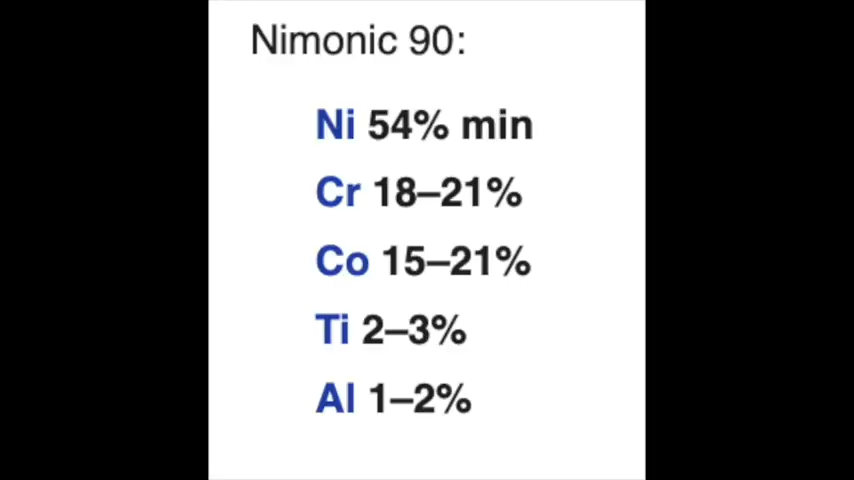 Nimonic 90:
Ni 54% min
Cr 18–21%
Co 15–21%
Ti 2–3%
Al 1–2%